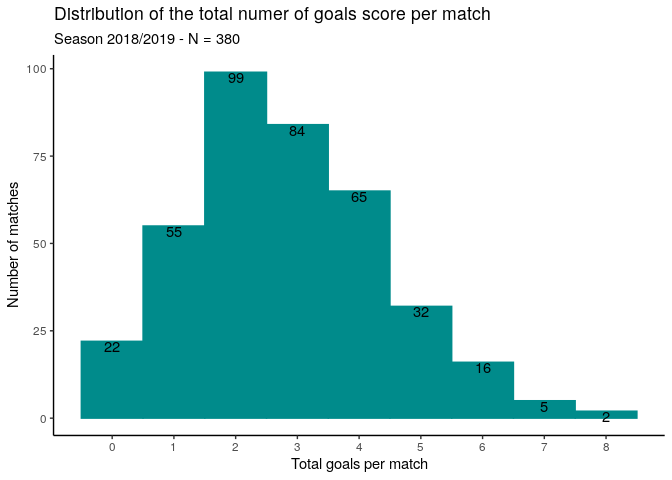 Distribution of the total numer of goals score per match
Season 2018/2019 - N = 380
Number of matches
100
75
50
25
0
22
55
99
84
65
32
16
5
2
0 1 2 3 4 5 6 7 8
Total goals per match